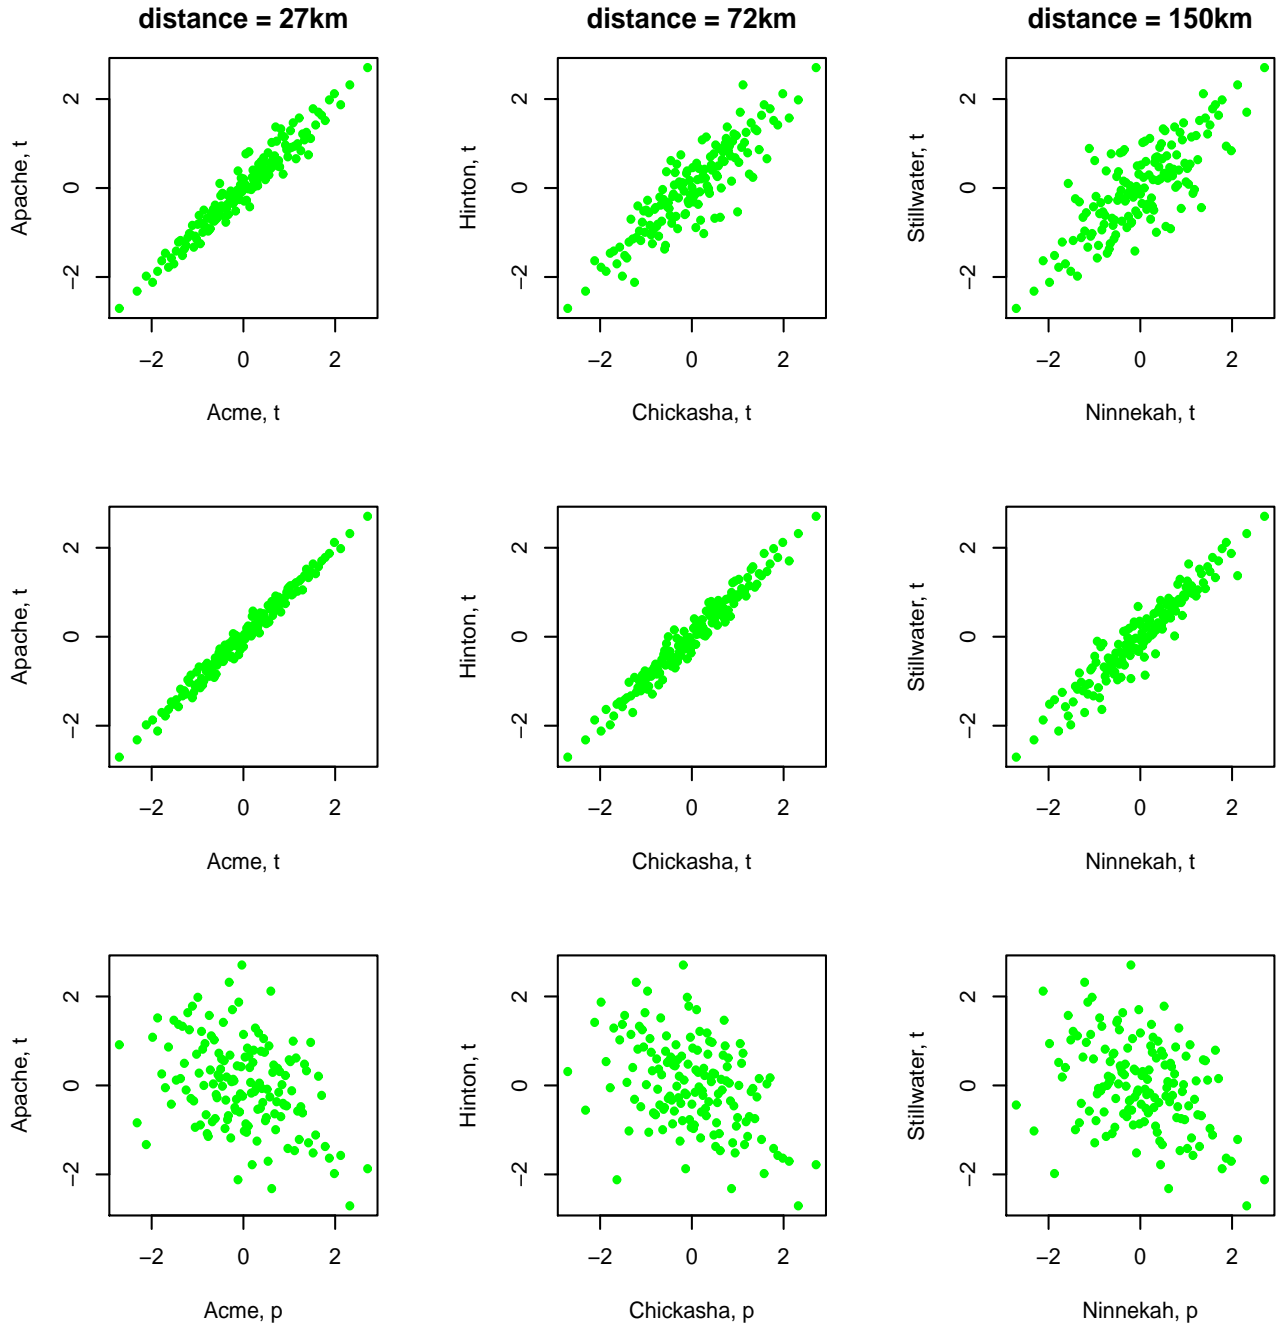 distance = 27km distance = 72km distance = 150km
Apache, t
2
0
−2
−2 0 2
Acme, t
Hinton, t
2
0
−2
−2 0 2
Chickasha, t
Stillwater, t
2
0
−2
−2 0 2
Ninnekah, t
Apache, t
2
0
−2
−2 0 2
Acme, t
Hinton, t
2
0
−2
−2 0 2
Chickasha, t
Stillwater, t
2
0
−2
−2 0 2
Ninnekah, t
Apache, t
2
0
−2
−2 0 2
Acme, p
Hinton, t
2
0
−2
−2 0 2
Chickasha, p
Stillwater, t
2
0
−2
−2 0 2
Ninnekah, p